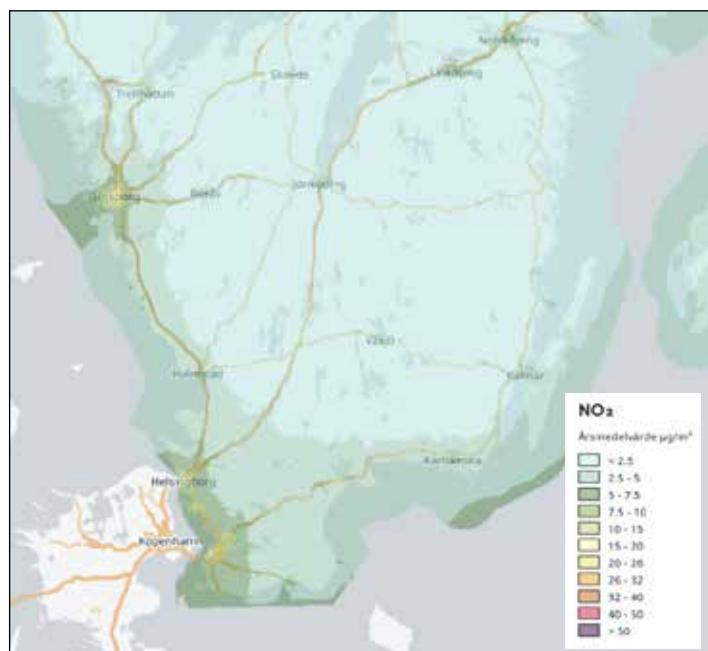 Norrköping
Linköping
Skövde
Trollhättan
Göteborg
Borås
Jönköping
Växjö
Halmstad
Kalmar
Karlskrona
Helsingborg
København
NO₂
Årsmedelvärde µg/m³
< 2.5
2.5 - 5
5 - 7.5
7.5 - 10
10 - 15
15 - 20
20 - 26
26 - 32
32 - 40
40 - 50
> 50